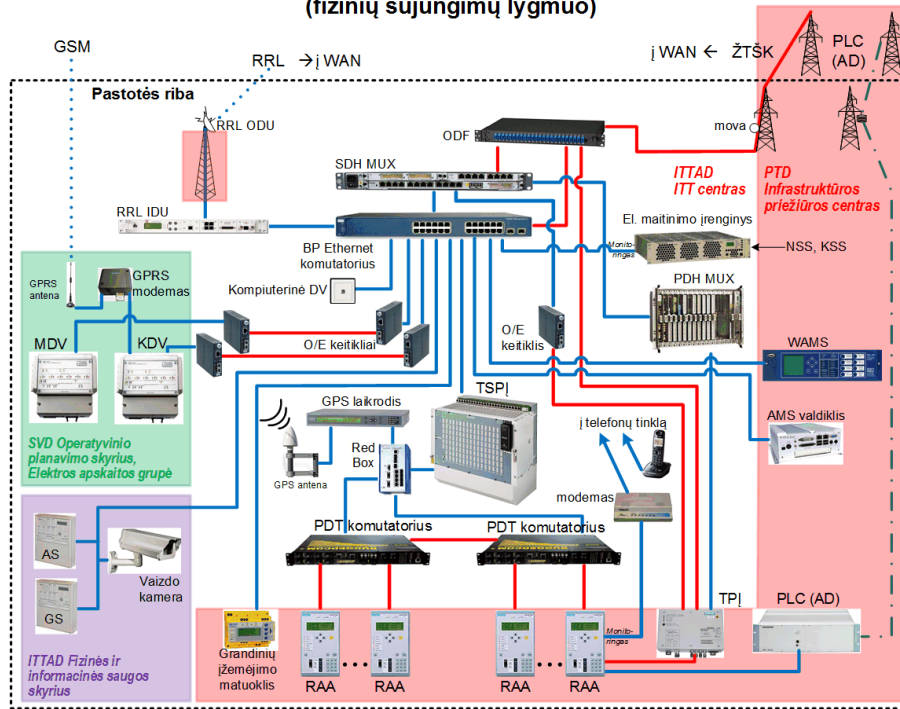 (fizinių sujungimų lygmuo)
GSM
RRL → į WAN
į WAN ← ŽTŠK
PLC
(AD)
Pastotės riba
RRL ODU
ODF
mova
SDH MUX
ITTAD
ITT centras
PTD
Infrastruktūros
priežiūros centras
RRL IDU
El. maitinimo įrenginys
BP Ethernet
komutatorius
Monito-
ringas
NSS, KSS
GPRS
antena
GPRS
modemas
Kompiuterinė DV
PDH MUX
MDV
KDV
O/E keitikliai
O/E
keitiklis
WAMS
GPS laikrodis
TSPĮ
AMS valdiklis
į telefonų tinklą
SVD Operatyvinio
planavimo skyrius,
Elektros apskaitos grupė
Red
Box
GPS antena
modemas
PDT komutatorius
PDT komutatorius
AS
Vaizdo
kamera
GS
TPĮ
PLC (AD)
Monito-
ringas
Grandinių
įžemėjimo
matuoklis
RAA
RAA
RAA
RAA
ITTAD Fizinės ir
informacinės saugos
skyrius